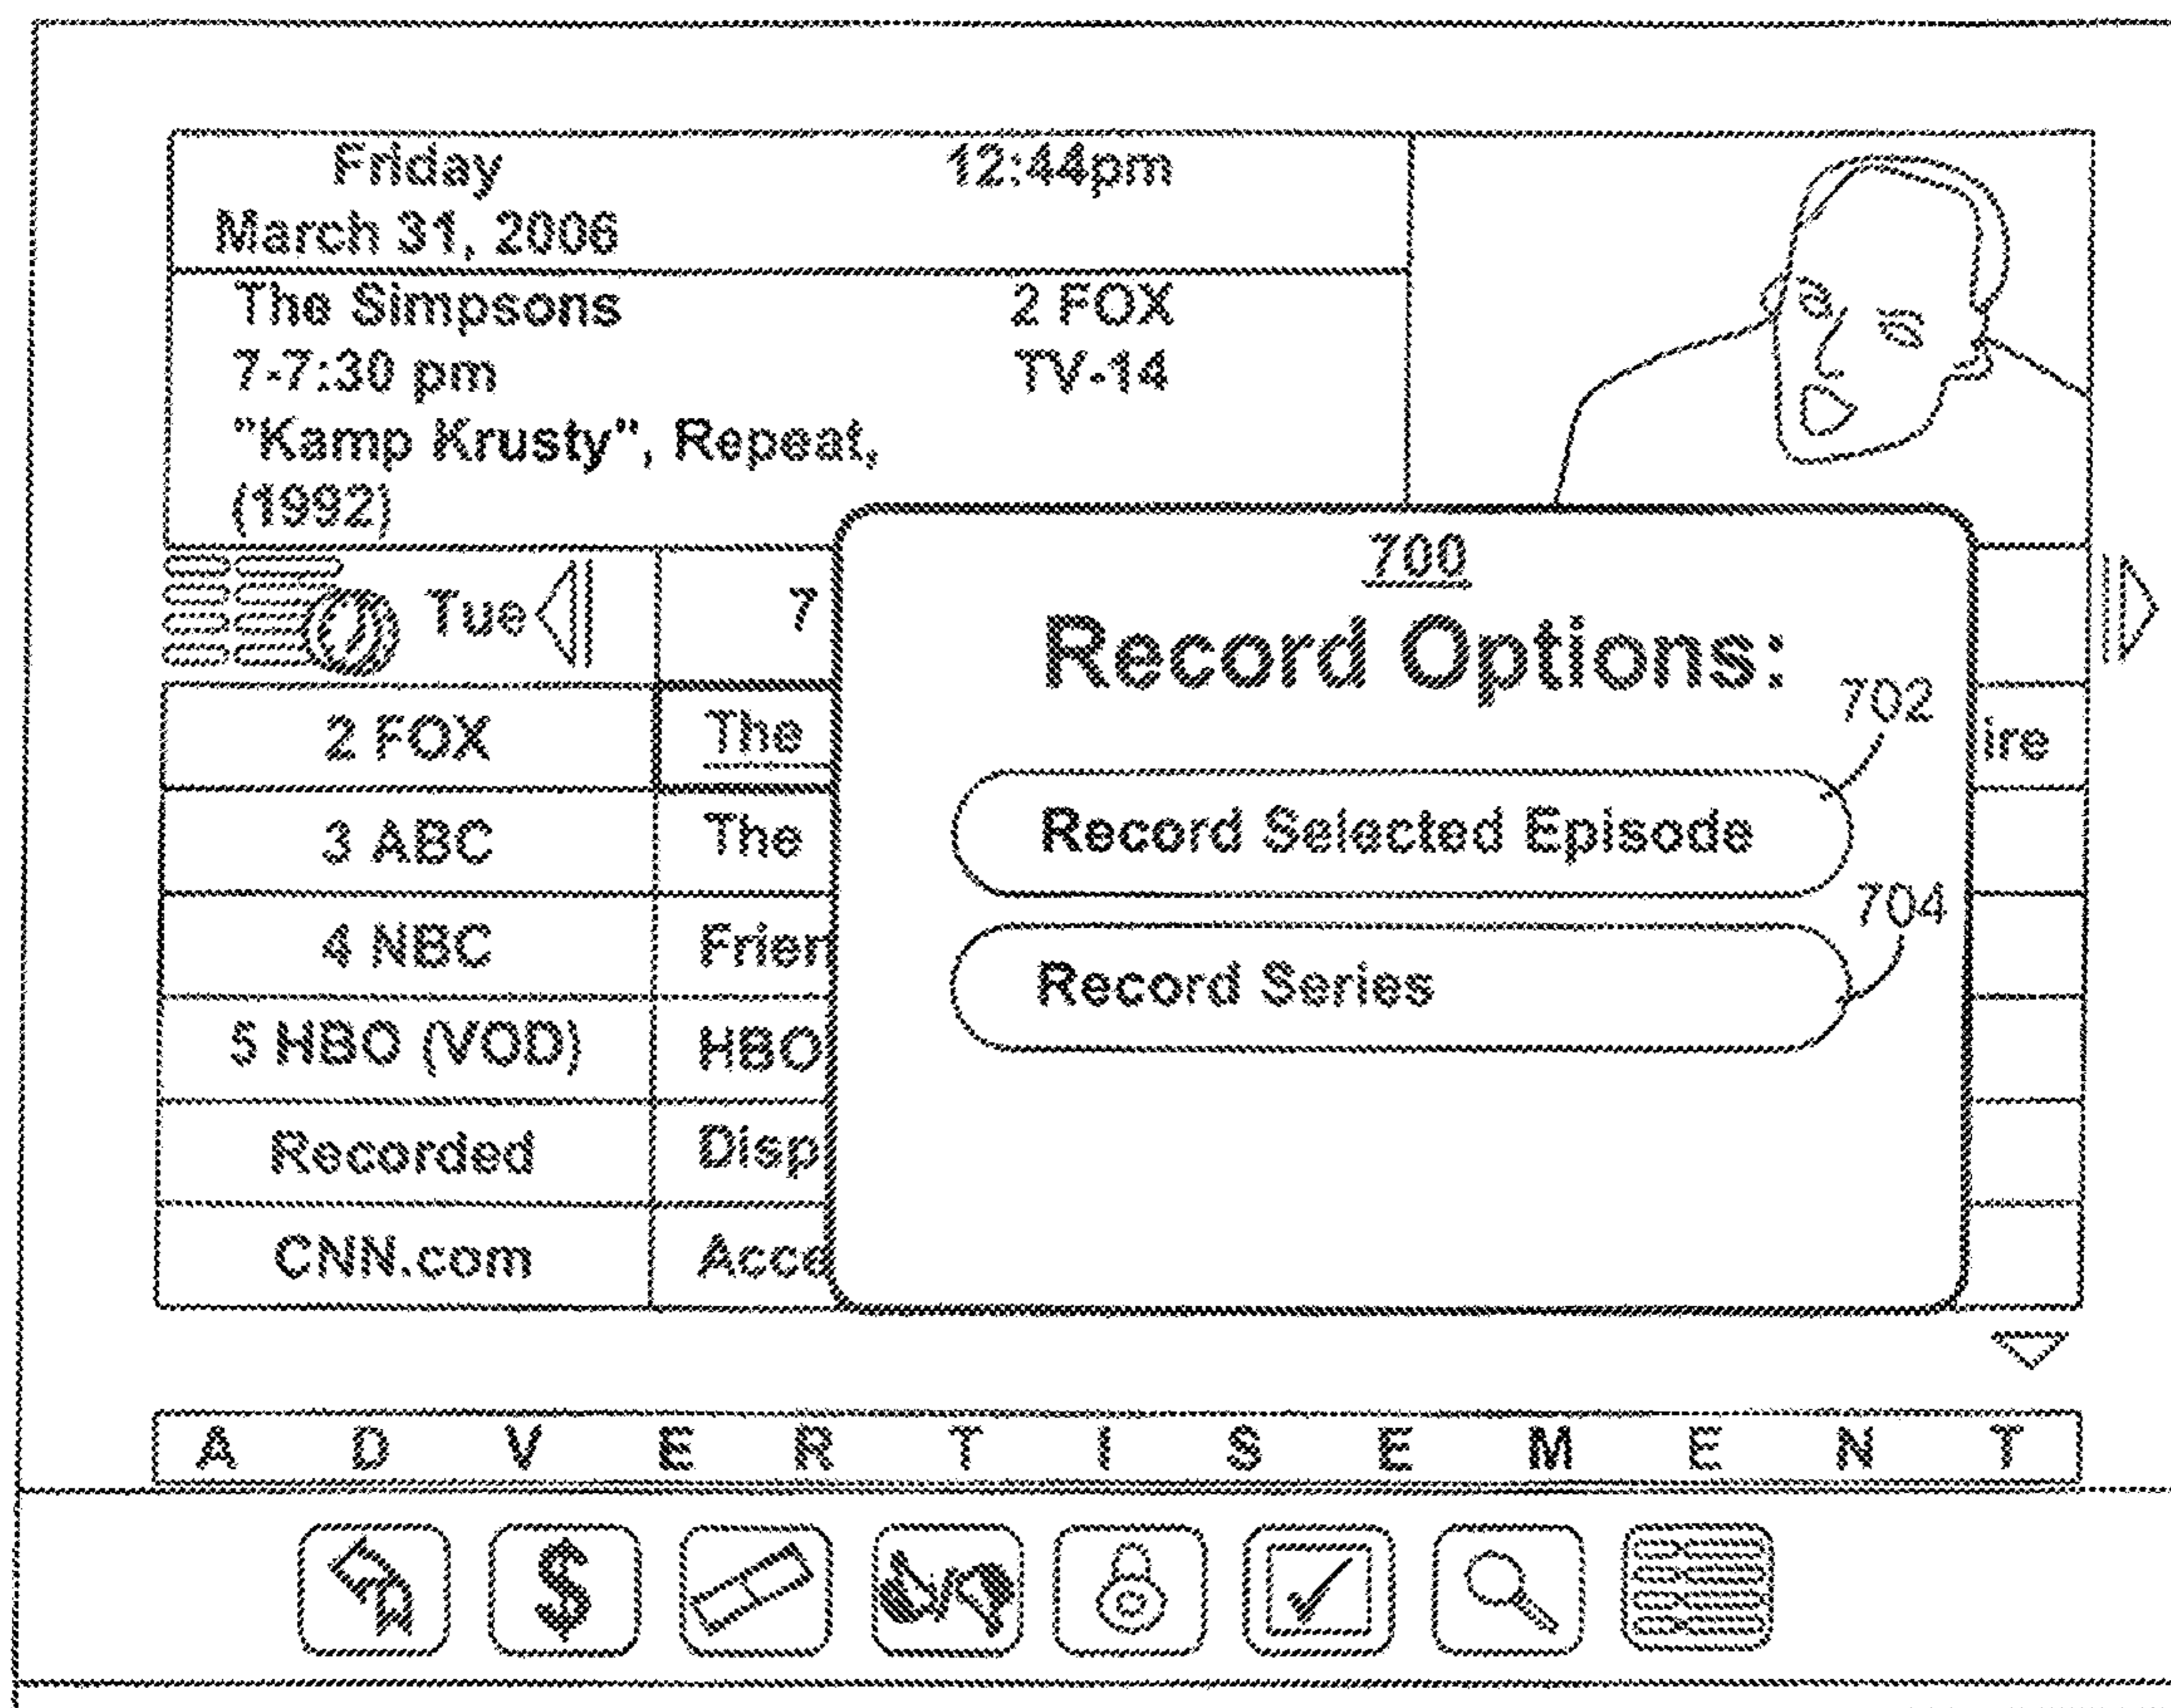 Friday 12:44pm
March 31, 2006
The Simpsons 2 FOX
7-7:30 pm TV-14
"Kamp Krusty", Repeat,
(1992)
700
Tue 7
Record Options:
702
2 FOX The ire
Record Selected Episode
3 ABC The
704
4 NBC Frien
Record Series
5 HBO (VOD) HBO
Recorded Disp
CNN.com Acce
A D V E R T I S E M E N T
$